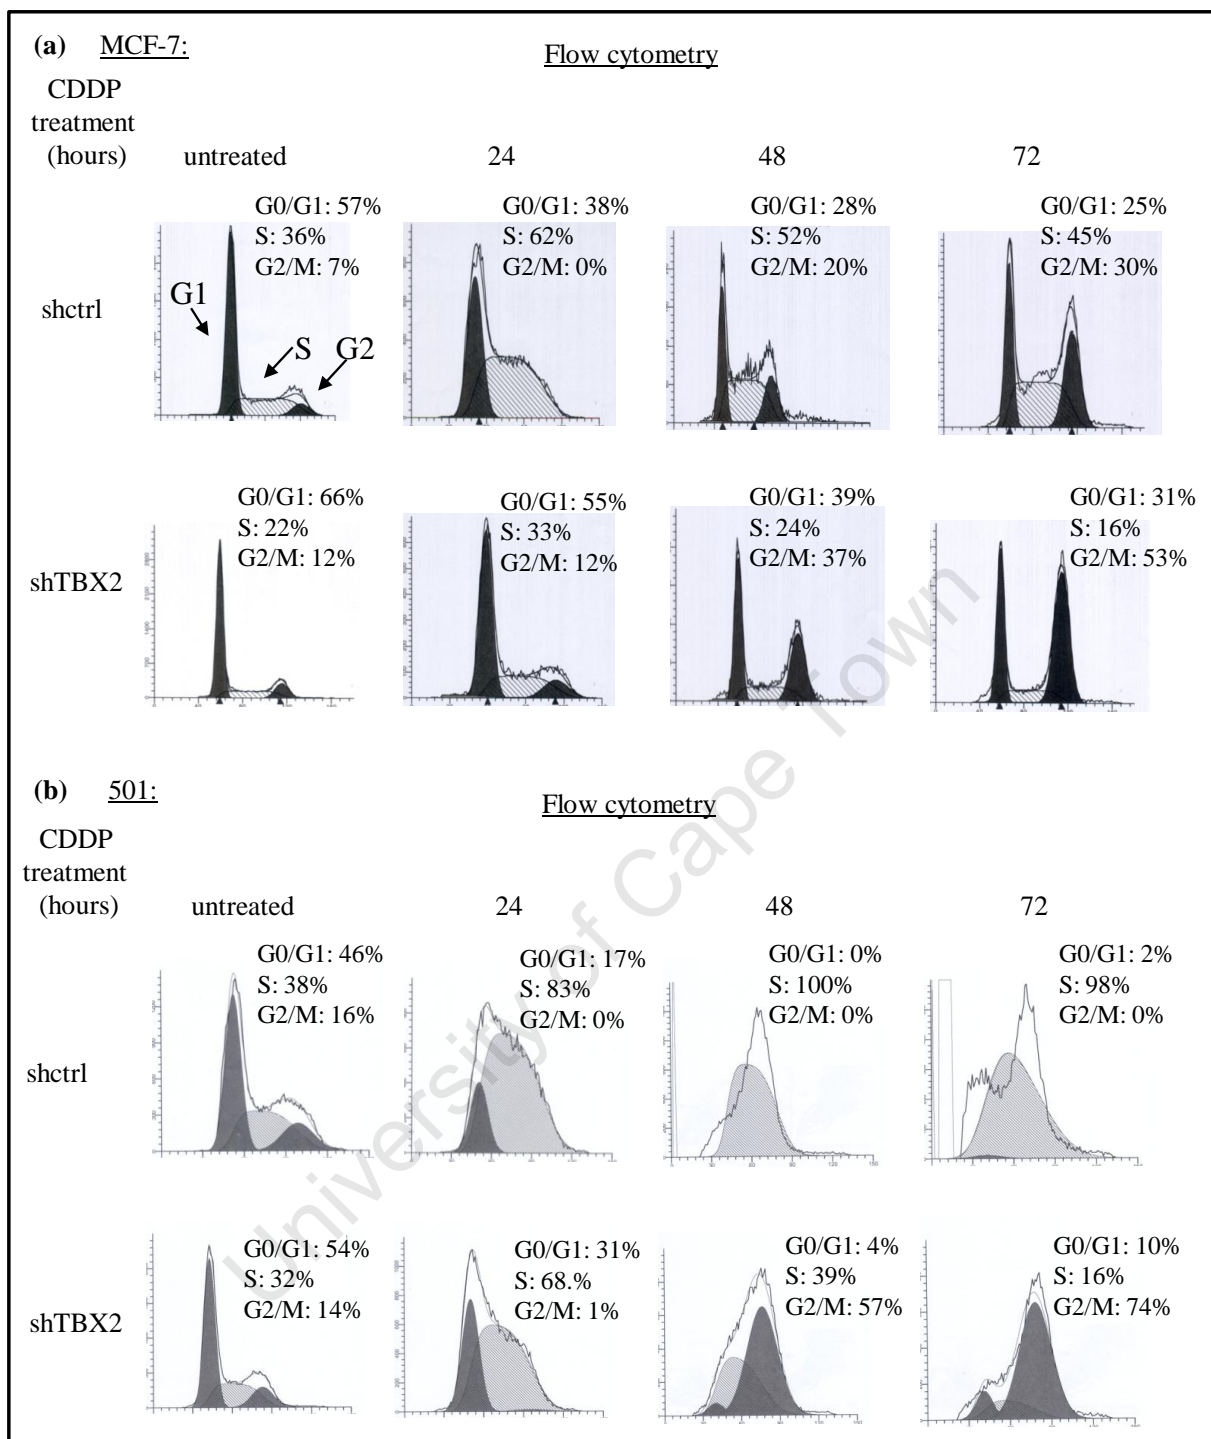 (a) MCF-7:
Flow cytometry
CDDP
treatment
(hours)
untreated
24
48
72
shctrl
G0/G1: 57%
S: 36%
G2/M: 7%
G1
S
G2
G0/G1: 38%
S: 62%
G2/M: 0%
G0/G1: 28%
S: 52%
G2/M: 20%
G0/G1: 25%
S: 45%
G2/M: 30%
shTBX2
G0/G1: 66%
S: 22%
G2/M: 12%
G0/G1: 55%
S: 33%
G2/M: 12%
G0/G1: 39%
S: 24%
G2/M: 37%
G0/G1: 31%
S: 16%
G2/M: 53%
(b) 501:
Flow cytometry
CDDP
treatment
(hours)
untreated
24
48
72
shctrl
G0/G1: 46%
S: 38%
G2/M: 16%
G0/G1: 17%
S: 83%
G2/M: 0%
G0/G1: 0%
S: 100%
G2/M: 0%
G0/G1: 2%
S: 98%
G2/M: 0%
shTBX2
G0/G1: 54%
S: 32%
G2/M: 14%
G0/G1: 31%
S: 68.%
G2/M: 1%
G0/G1: 4%
S: 39%
G2/M: 57%
G0/G1: 10%
S: 16%
G2/M: 74%
University of Cape Town